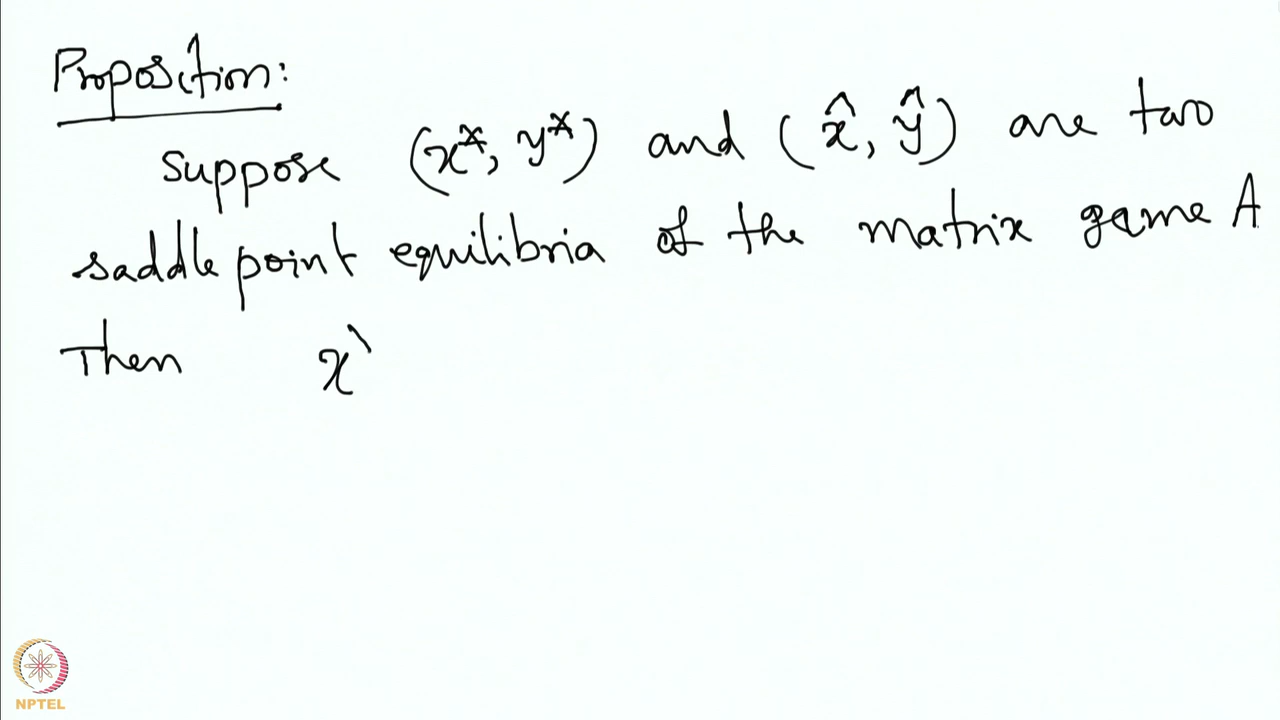 Proposition:
Suppose (x*, y*) and (x̂, ŷ) are two
saddle point equilibria of the matrix game A.
Then x`
NPTEL